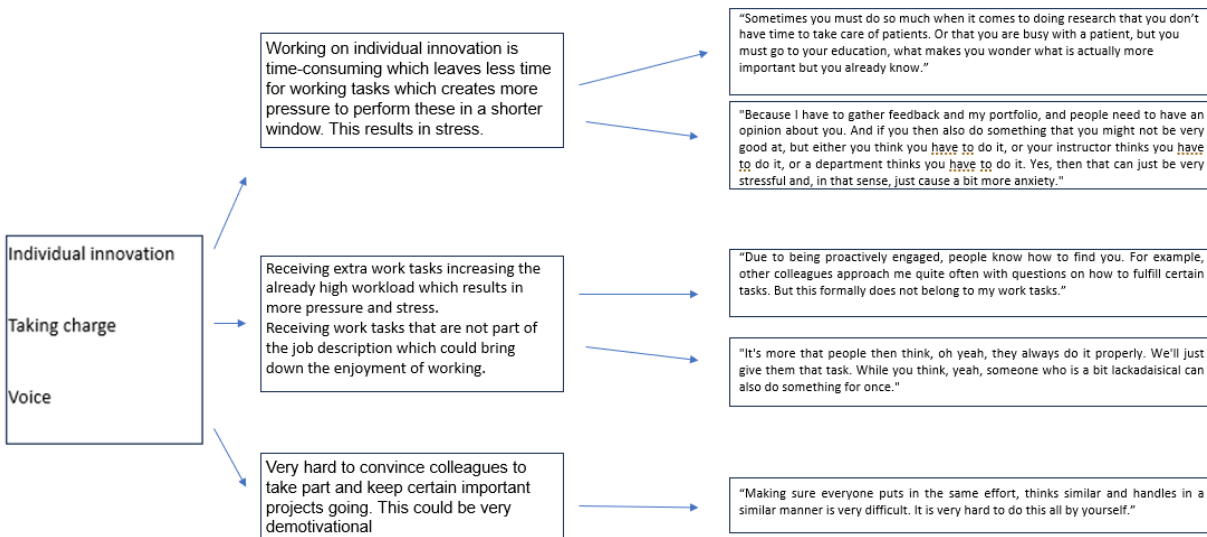 Individual innovation
Taking charge
Voice
Working on individual innovation is
time-consuming which leaves less time
for working tasks which creates more
pressure to perform these in a shorter
window. This results in stress.
“Sometimes you must do so much when it comes to doing research that you don’t
have time to take care of patients. Or that you are busy with a patient, but you
must go to your education, what makes you wonder what is actually more
important but you already know.”
"Because I have to gather feedback and my portfolio, and people need to have an
opinion about you. And if you then also do something that you might not be very
good at, but either you think you have to do it, or your instructor thinks you have
to do it, or a department thinks you have to do it. Yes, then that can just be very
stressful and, in that sense, just cause a bit more anxiety."
Receiving extra work tasks increasing the
already high workload which results in
more pressure and stress.
Receiving work tasks that are not part of
the job description which could bring
down the enjoyment of working.
“Due to being proactively engaged, people know how to find you. For example,
other colleagues approach me quite often with questions on how to fulfill certain
tasks. But this formally does not belong to my work tasks.”
"It's more that people then think, oh yeah, they always do it properly. We'll just
give them that task. While you think, yeah, someone who is a bit lackadaisical can
also do something for once."
Very hard to convince colleagues to
take part and keep certain important
projects going. This could be very
demotivational
“Making sure everyone puts in the same effort, thinks similar and handles in a
similar manner is very difficult. It is very hard to do this all by yourself.”